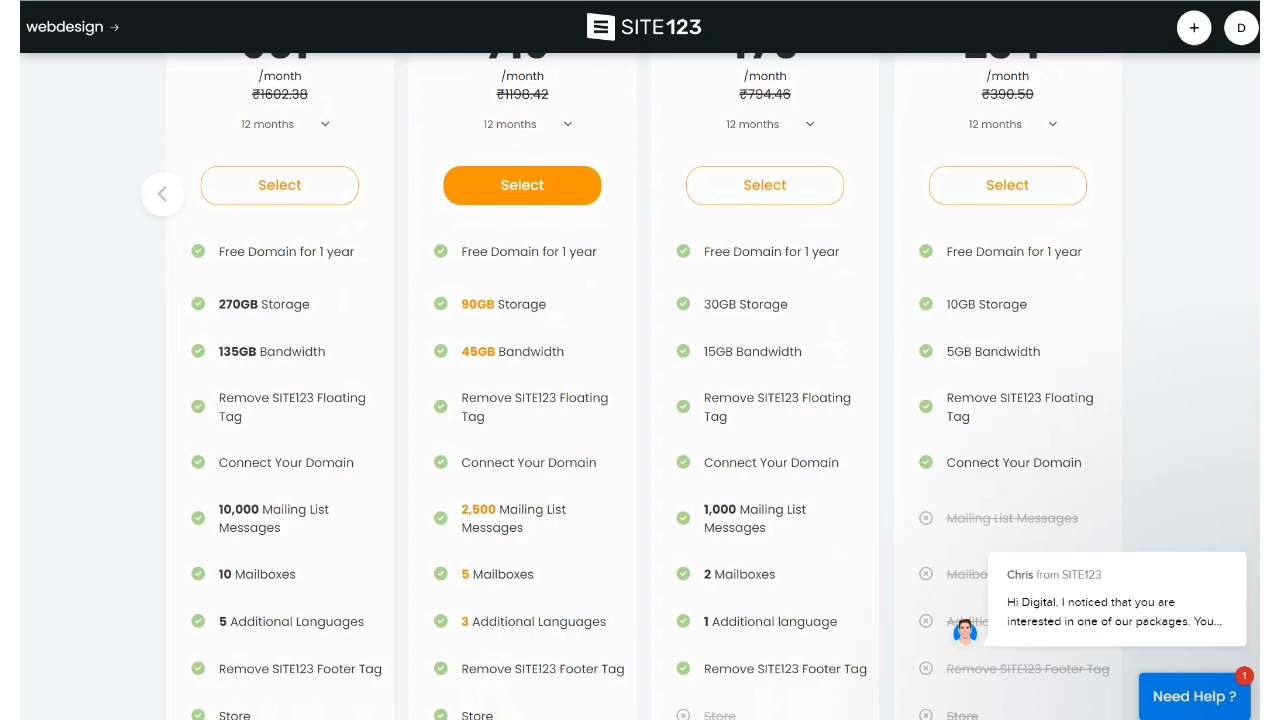 webdesign →
SITE123
+
D
/month
₹1602.38
12 months
Select
Free Domain for 1 year
270GB Storage
135GB Bandwidth
Remove SITE123 Floating
Tag
Connect Your Domain
10,000 Mailing List
Messages
10 Mailboxes
5 Additional Languages
Remove SITE123 Footer Tag
Store
/month
₹1198.42
12 months
Select
Free Domain for 1 year
90GB Storage
45GB Bandwidth
Remove SITE123 Floating
Tag
Connect Your Domain
2,500 Mailing List
Messages
5 Mailboxes
3 Additional Languages
Remove SITE123 Footer Tag
Store
/month
₹794.46
12 months
Select
Free Domain for 1 year
30GB Storage
15GB Bandwidth
Remove SITE123 Floating
Tag
Connect Your Domain
1,000 Mailing List
Messages
2 Mailboxes
1 Additional language
Remove SITE123 Footer Tag
Store
/month
₹390.50
12 months
Select
Free Domain for 1 year
10GB Storage
5GB Bandwidth
Remove SITE123 Floating
Tag
Connect Your Domain
Mailing List Messages
Remove SITE123 Footer Tag
Store
Chris from SITE123
Hi Digital, I noticed that you are
interested in one of our packages. You...
1
Need Help ?